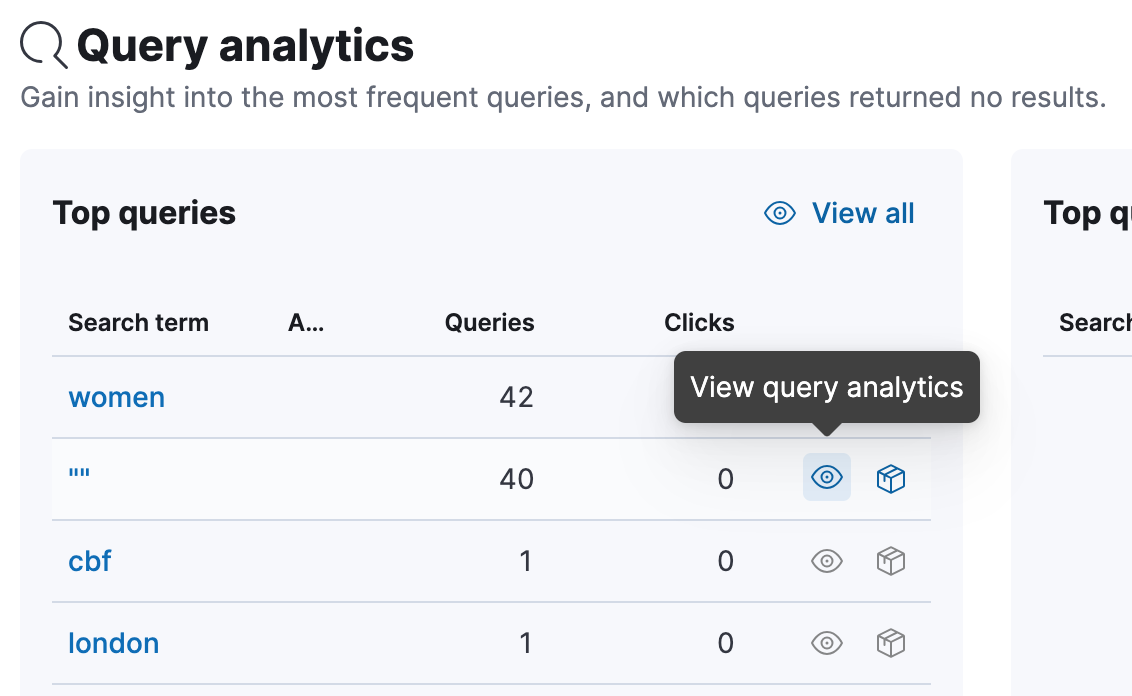 Query analytics
Gain insight into the most frequent queries, and which queries returned no results.
Top queries
View all
Search term A... Queries Clicks
women 42
View query analytics
"" 40 0
cbf 1 0
london 1 0
Top qu
Search